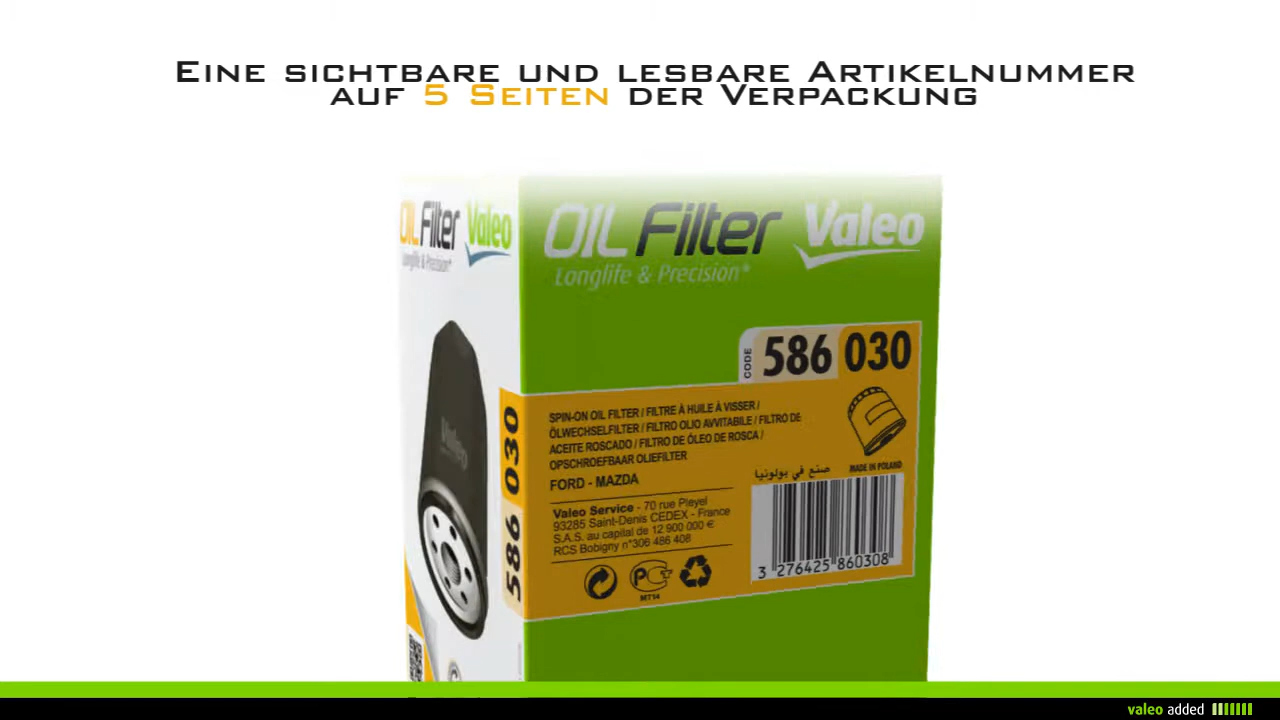 Eine sichtbare und lesbare Artikelnummer
auf 5 Seiten der Verpackung
OIL Filter Valeo
Longlife & Precision*
OIL Filter Valeo
Longlife & Precision*
CODE 586 030
SPIN-ON OIL FILTER / FILTRE À HUILE À VISSER /
ÖLWECHSELFILTER / FILTRO OLIO AVVITABILE / FILTRO DE
ACEITE ROSCADO / FILTRO DE ÓLEO DE ROSCA /
OPSCHROEFBAAR OLIEFILTER
FORD - MAZDA
صنع في بولونيا
MADE IN POLAND
Valeo Service - 70 rue Pleyel
93285 Saint-Denis CEDEX - France
S.A.S. au capital de 12 900 000 €
RCS Bobigny n°306 486 408
MT14
3 276425 860308
586 030
Valeo
valeo added